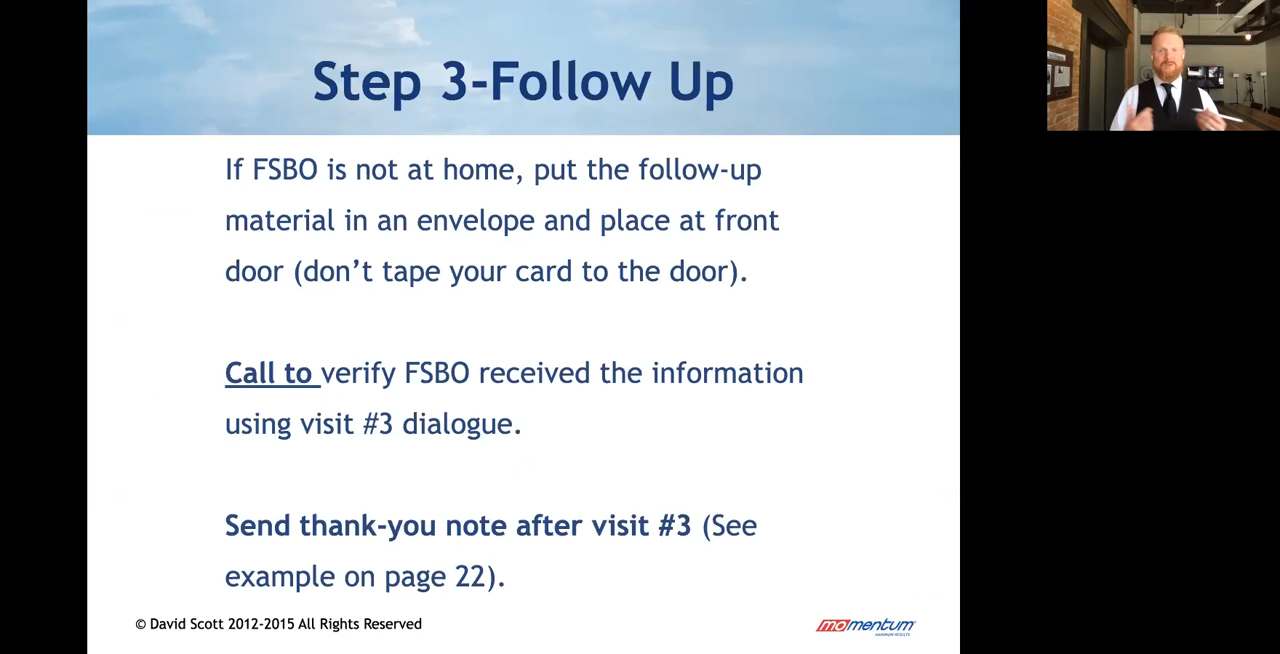 Step 3-Follow Up
If FSBO is not at home, put the follow-up
material in an envelope and place at front
door (don’t tape your card to the door).
Call to verify FSBO received the information
using visit #3 dialogue.
Send thank-you note after visit #3 (See
example on page 22).
© David Scott 2012-2015 All Rights Reserved
momentum
MAXIMUM RESULTS